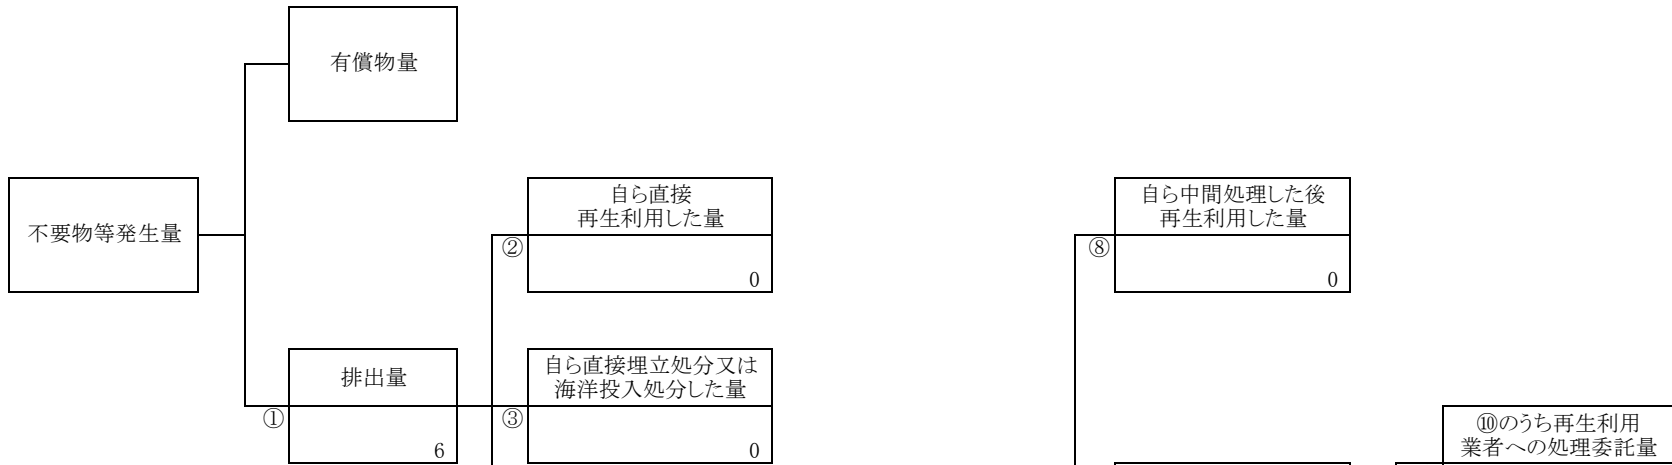 有償物量
不要物等発生量
自ら直接
再生利用した量
②
0
自ら中間処理した後
再生利用した量
⑧
0
排出量
①
6
自ら直接埋立処分又は
海洋投入処分した量
③
0
⑩のうち再生利用
業者への処理委託量